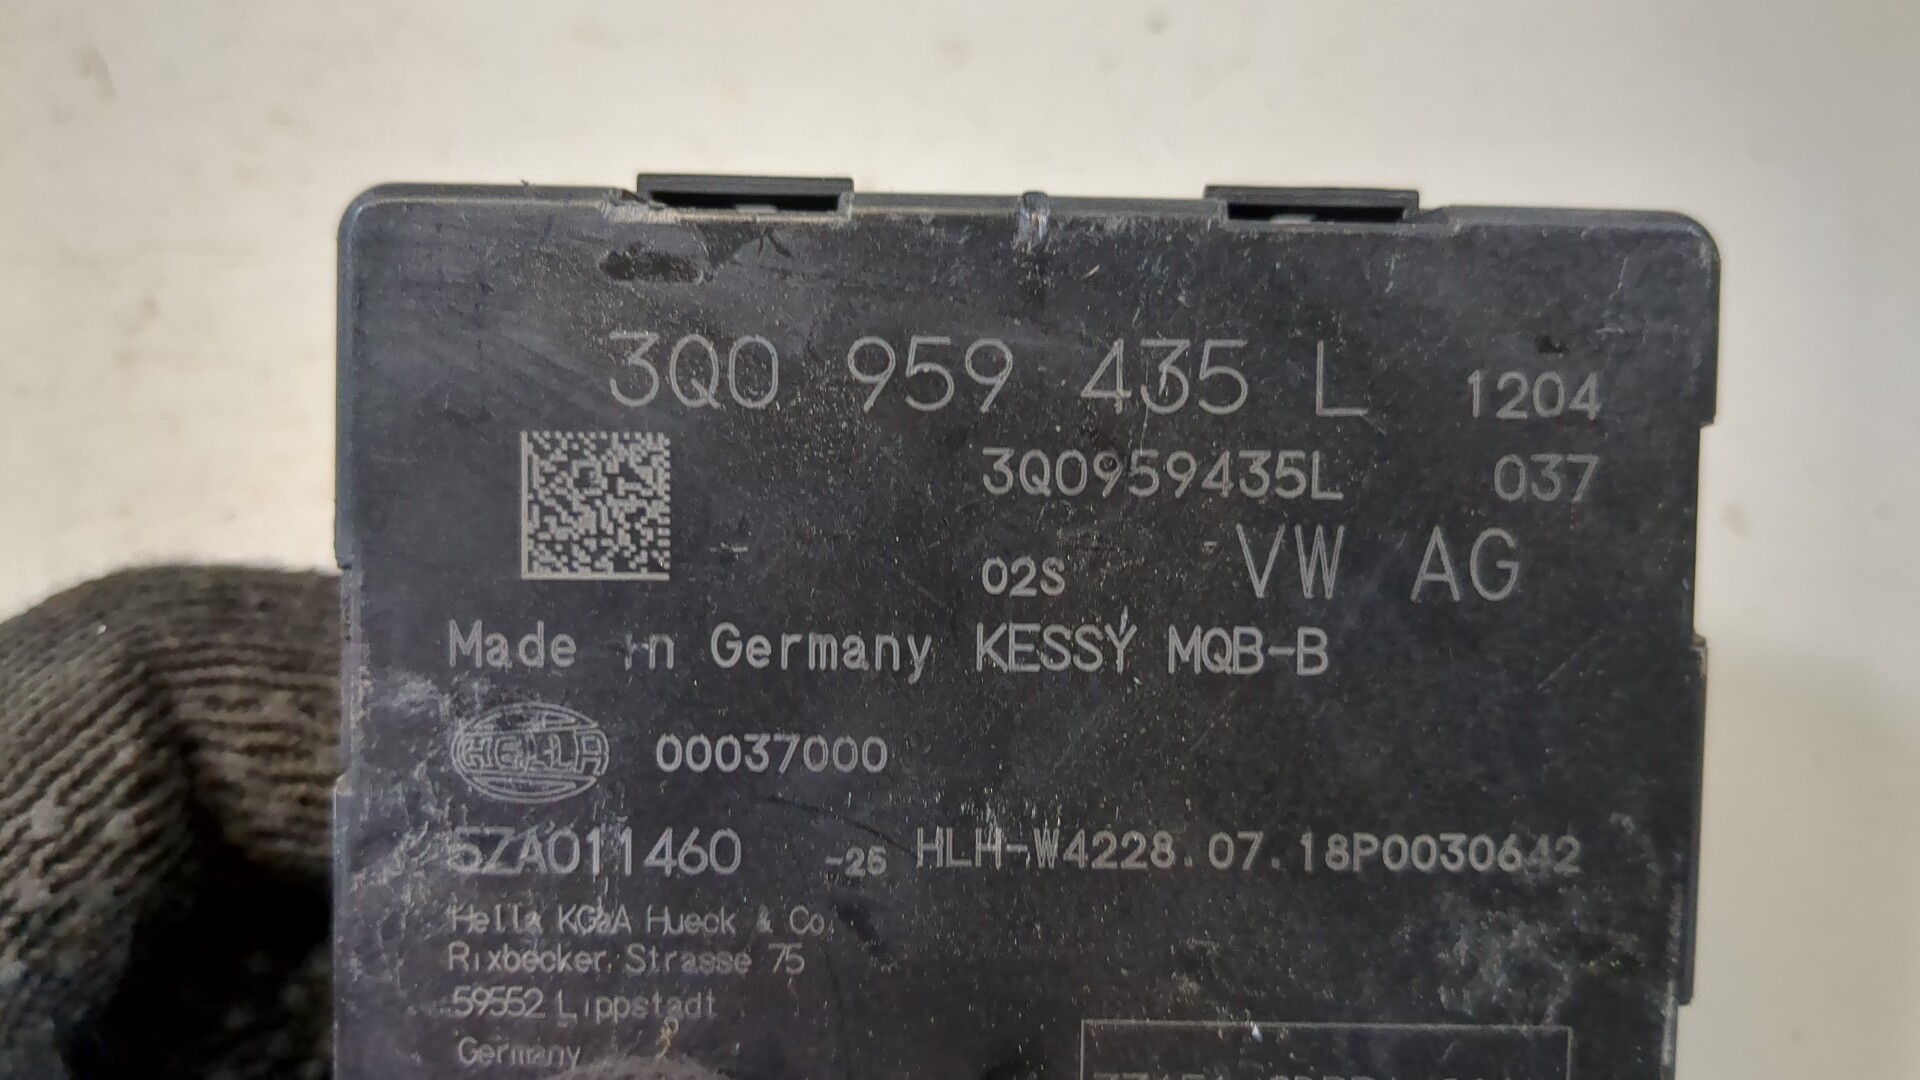 3Q0 959 435 L 1204
3Q0959435L 037
02S VW AG
Made in Germany KESSY MQB-B
HELLA 00037000
5ZA011460 -25 HLH-W4228.07.18P0030642
Hella KGaA Hueck & Co.
Rixbecker Strasse 75
59552 Lippstadt
Germany